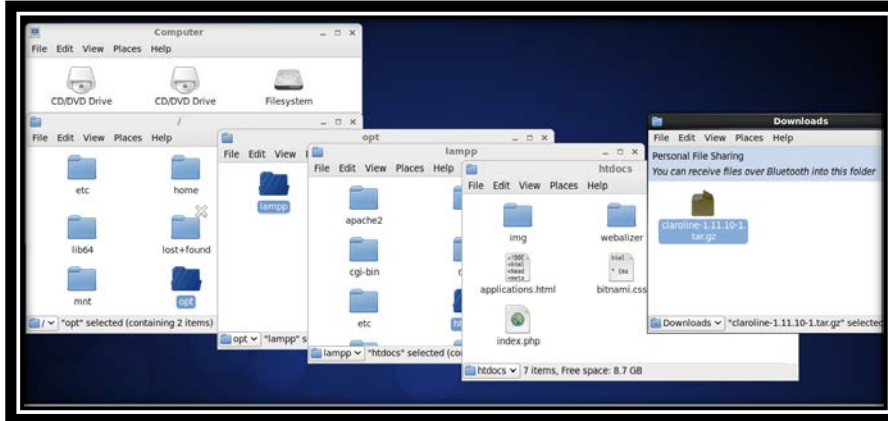 Computer
File Edit View Places Help
CD/DVD Drive CD/DVD Drive Filesystem
/
File Edit View Places Help
etc home
lib64 lost+found
mnt opt
/ "opt" selected (containing 2 items)
opt
File Edit View
lampp
opt "lampp" s
lampp
File Edit View Places Help
apache2
cgi-bin
etc
lampp "htdocs" selected (co
htdocs
File Edit View Places Help
img webalizer
applications.html bitnami.css
index.php
htdocs 7 items, Free space: 8.7 GB
Downloads
File Edit View Places Help
Personal File Sharing
You can receive files over Bluetooth into this folder
claroline-1.11.10-1.
tar.gz
Downloads "claroline-1.11.10-1.tar.gz" selected